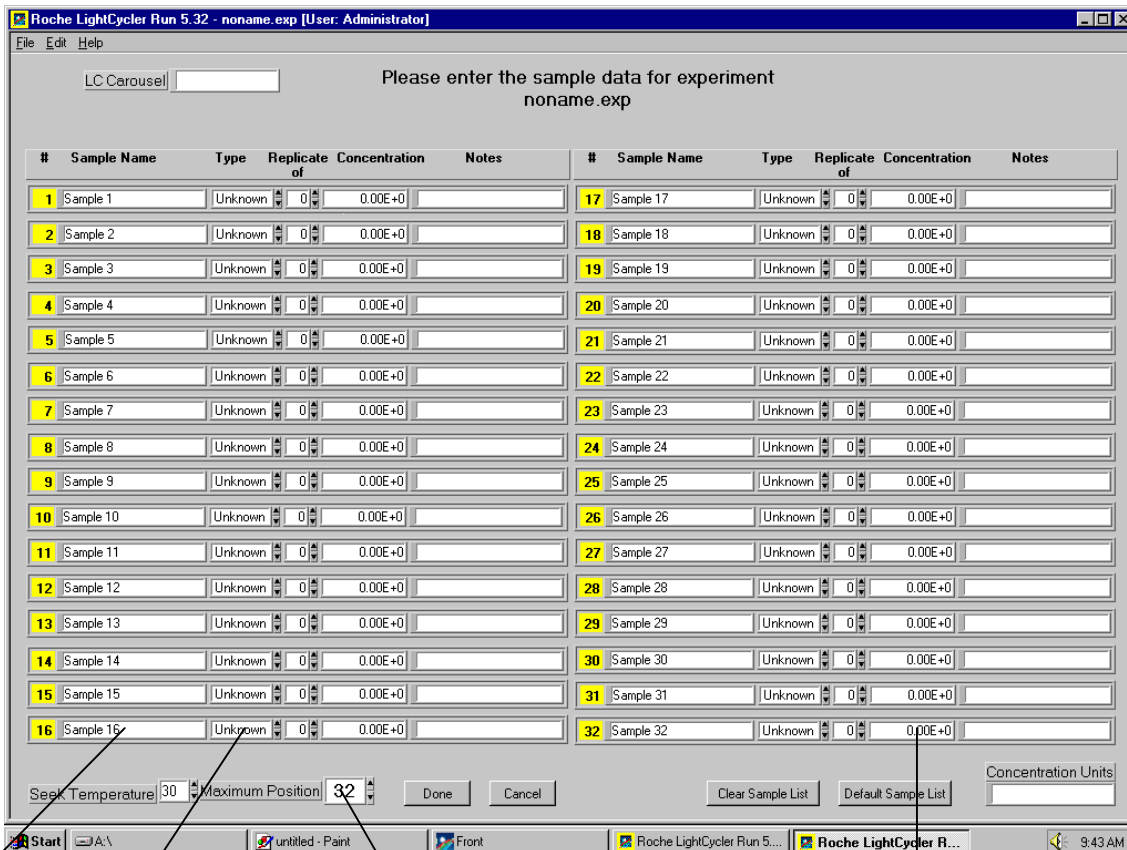 Roche LightCycler Run 5.32 - noname.exp [User: Administrator]
File Edit Help
LC Carousel
Please enter the sample data for experiment
noname.exp
# Sample Name Type Replicate of Concentration Notes
1 Sample 1 Unknown 0 0.00E+0
2 Sample 2 Unknown 0 0.00E+0
3 Sample 3 Unknown 0 0.00E+0
4 Sample 4 Unknown 0 0.00E+0
5 Sample 5 Unknown 0 0.00E+0
6 Sample 6 Unknown 0 0.00E+0
7 Sample 7 Unknown 0 0.00E+0
8 Sample 8 Unknown 0 0.00E+0
9 Sample 9 Unknown 0 0.00E+0
10 Sample 10 Unknown 0 0.00E+0
11 Sample 11 Unknown 0 0.00E+0
12 Sample 12 Unknown 0 0.00E+0
13 Sample 13 Unknown 0 0.00E+0
14 Sample 14 Unknown 0 0.00E+0
15 Sample 15 Unknown 0 0.00E+0
16 Sample 16 Unknown 0 0.00E+0
# Sample Name Type Replicate of Concentration Notes
17 Sample 17 Unknown 0 0.00E+0
18 Sample 18 Unknown 0 0.00E+0
19 Sample 19 Unknown 0 0.00E+0
20 Sample 20 Unknown 0 0.00E+0
21 Sample 21 Unknown 0 0.00E+0
22 Sample 22 Unknown 0 0.00E+0
23 Sample 23 Unknown 0 0.00E+0
24 Sample 24 Unknown 0 0.00E+0
25 Sample 25 Unknown 0 0.00E+0
26 Sample 26 Unknown 0 0.00E+0
27 Sample 27 Unknown 0 0.00E+0
28 Sample 28 Unknown 0 0.00E+0
29 Sample 29 Unknown 0 0.00E+0
30 Sample 30 Unknown 0 0.00E+0
31 Sample 31 Unknown 0 0.00E+0
32 Sample 32 Unknown 0 0.00E+0
Seek Temperature 30 Maximum Position 32 Done Cancel Clear Sample List Default Sample List Concentration Units
Start A:\ untitled - Paint Front Roche LightCycler Run 5.... Roche LightCycler R... 9:43 AM